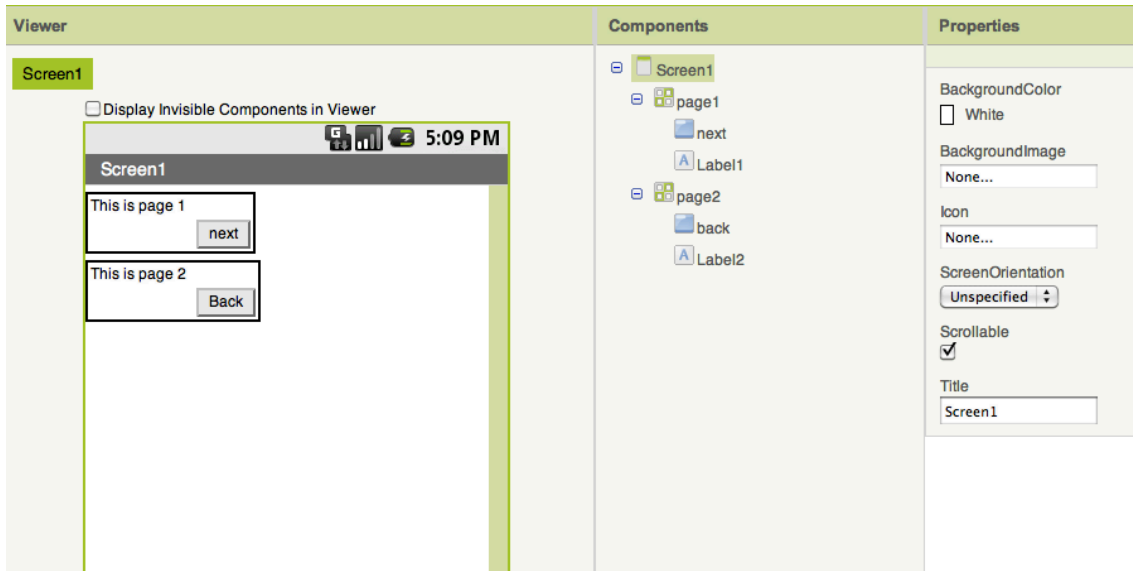 Viewer
Screen1
Display Invisible Components in Viewer
5:09 PM
Screen1
This is page 1
next
This is page 2
Back
Components
Screen1
page1
next
A Label1
page2
back
A Label2
Properties
BackgroundColor
White
BackgroundImage
None...
Icon
None...
ScreenOrientation
Unspecified
Scrollable
Title
Screen1